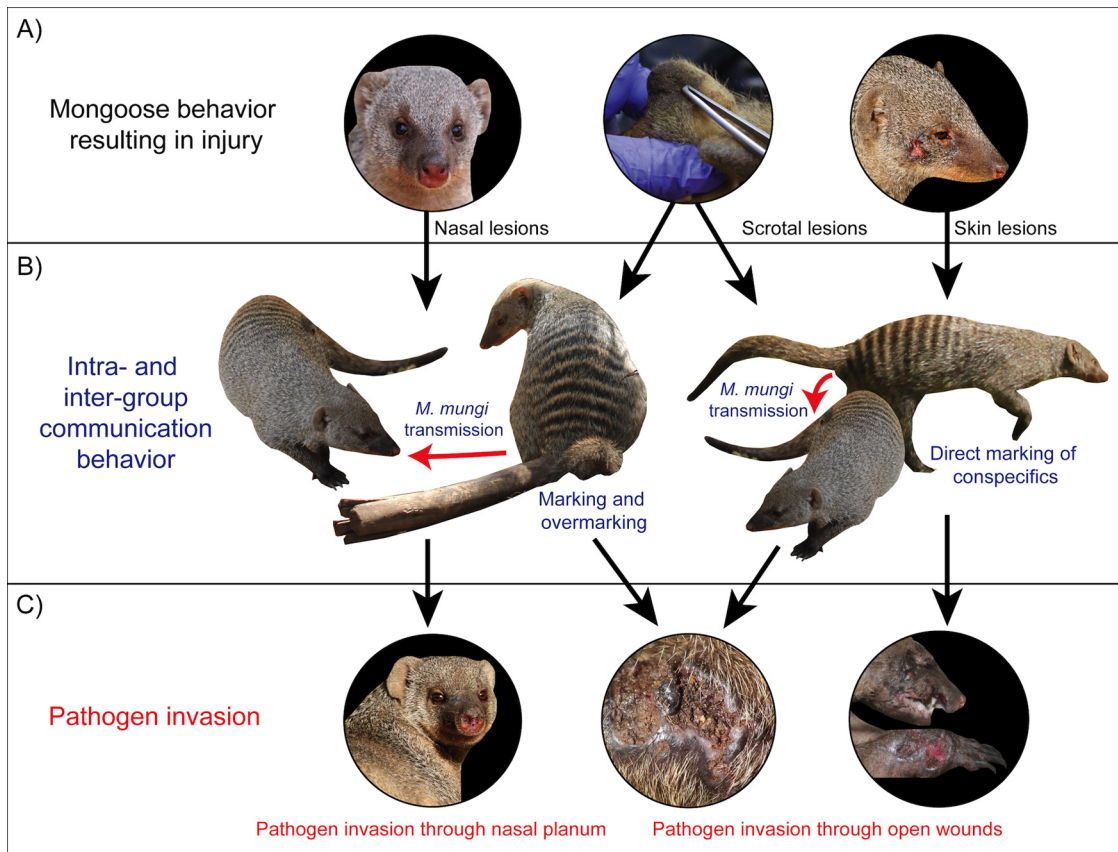 A)
Mongoose behavior
resulting in injury
Nasal lesions
Scrotal lesions
Skin lesions
B)
Intra- and
inter-group
communication
behavior
M. mungi
transmission
Marking and
overmarking
M. mungi
transmission
Direct marking of
conspecifics
C)
Pathogen invasion
Pathogen invasion through nasal planum
Pathogen invasion through open wounds